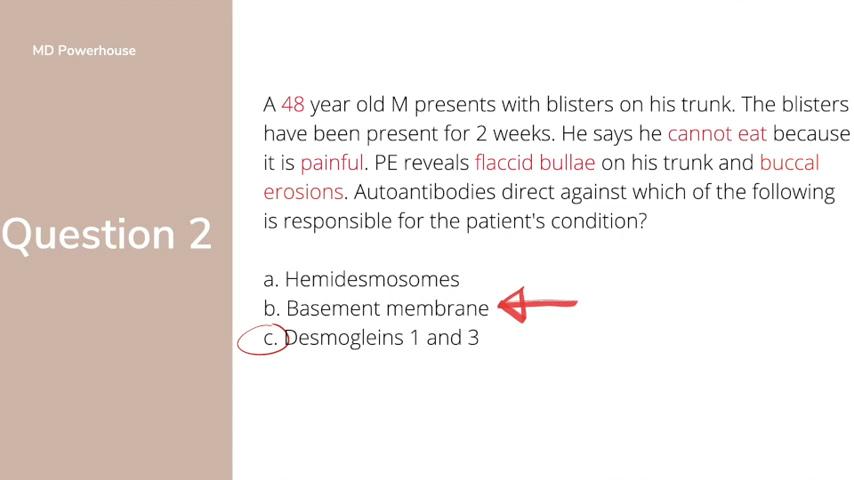 MD Powerhouse
Question 2
A 48 year old M presents with blisters on his trunk. The blisters
have been present for 2 weeks. He says he cannot eat because
it is painful. PE reveals flaccid bullae on his trunk and buccal
erosions. Autoantibodies direct against which of the following
is responsible for the patient's condition?
a. Hemidesmosomes
b. Basement membrane
c. Desmogleins 1 and 3